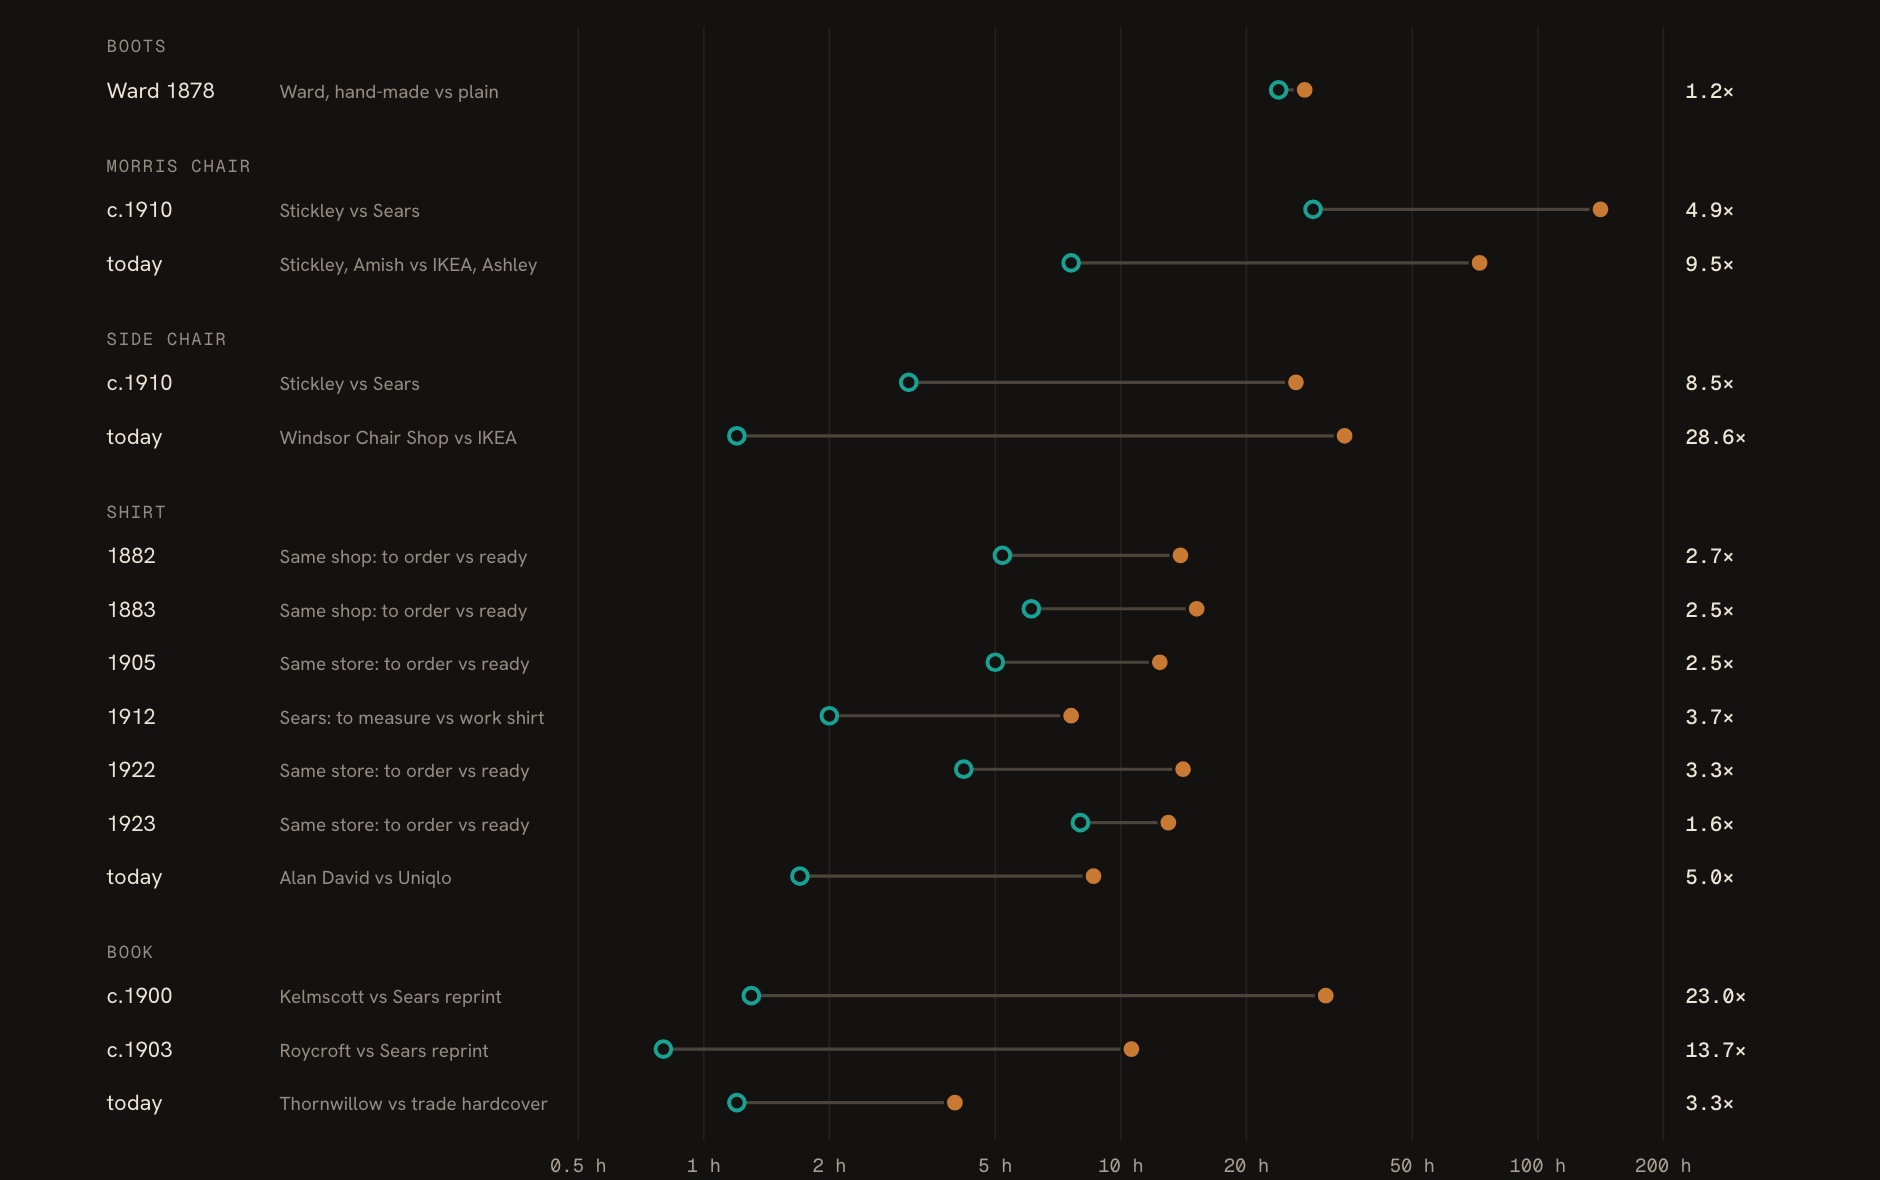 BOOTS
Ward 1878 Ward, hand-made vs plain 1.2×
MORRIS CHAIR
c.1910 Stickley vs Sears 4.9×
today Stickley, Amish vs IKEA, Ashley 9.5×
SIDE CHAIR
c.1910 Stickley vs Sears 8.5×
today Windsor Chair Shop vs IKEA 28.6×
SHIRT
1882 Same shop: to order vs ready 2.7×
1883 Same shop: to order vs ready 2.5×
1905 Same store: to order vs ready 2.5×
1912 Sears: to measure vs work shirt 3.7×
1922 Same store: to order vs ready 3.3×
1923 Same store: to order vs ready 1.6×
today Alan David vs Uniqlo 5.0×
BOOK
c.1900 Kelmscott vs Sears reprint 23.0×
c.1903 Roycroft vs Sears reprint 13.7×
today Thornwillow vs trade hardcover 3.3×
0.5 h 1 h 2 h 5 h 10 h 20 h 50 h 100 h 200 h